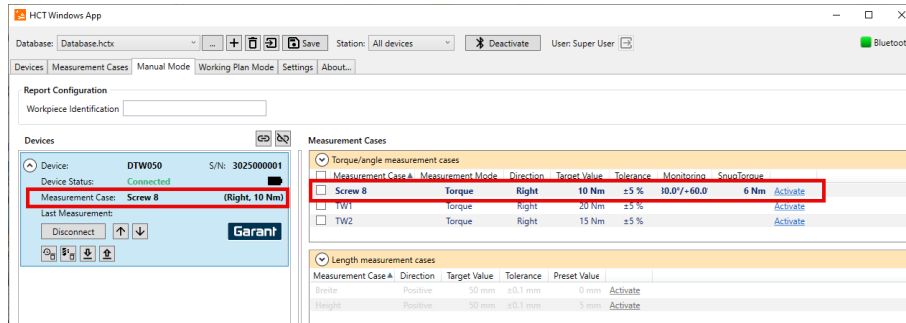 HCT Windows App
Database: Database.hctx ... Save Station: All devices Deactivate User: Super User Bluetoot
Devices Measurement Cases Manual Mode Working Plan Mode Settings About...
Report Configuration
Workpiece Identification
Devices
Device: DTW050 S/N: 3025000001
Device Status: Connected
Measurement Case: Screw 8 (Right, 10 Nm)
Last Measurement:
Disconnect Garant
Measurement Cases
Torque/angle measurement cases
Measurement Case Measurement Mode Direction Target Value Tolerance Monitoring SnugTorque
Screw 8 Torque Right 10 Nm ±5 % 30.0°/+60.0° 6 Nm Activate
TW1 Torque Right 20 Nm ±5 % Activate
TW2 Torque Right 15 Nm ±5 % Activate
Length measurement cases
Measurement Case Direction Target Value Tolerance Preset Value
Breite Positive 50 mm ±0.1 mm 0 mm Activate
Height Positive 50 mm ±0.1 mm 5 mm Activate